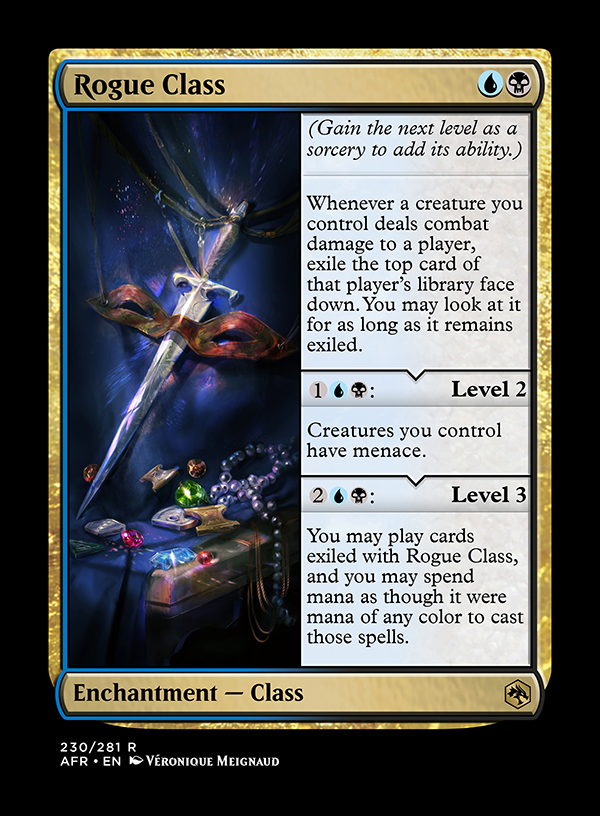 Rogue Class
(Gain the next level as a
sorcery to add its ability.)
Whenever a creature you
control deals combat
damage to a player,
exile the top card of
that player's library face
down. You may look at it
for as long as it remains
exiled.
1 : Level 2
Creatures you control
have menace.
2 : Level 3
You may play cards
exiled with Rogue Class,
and you may spend
mana as though it were
mana of any color to cast
those spells.
Enchantment — Class
230/281 R
AFR • EN Véronique Meignaud